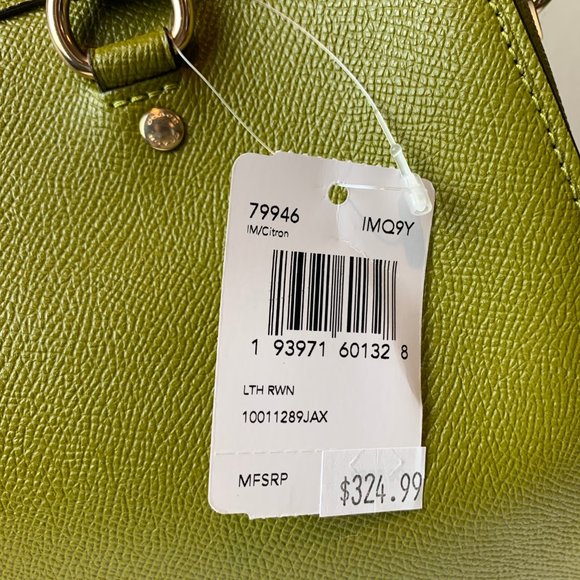 79946 IMQ9Y
IM/Citron
1 93971 60132 8
LTH RWN
10011289JAX
MFSRP $324.99